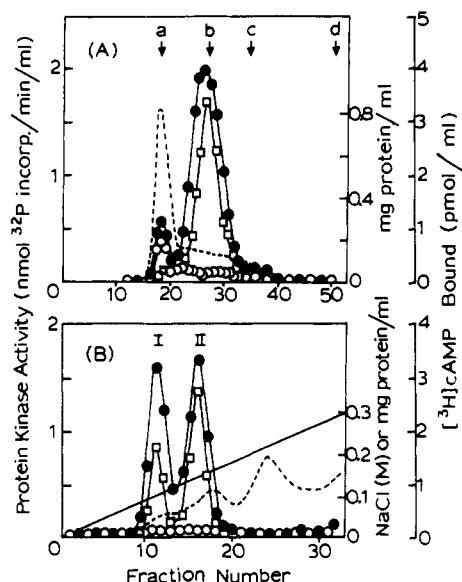 (A)
a b c d
2
1
0
0.8
0.4
0
5
4
3
2
1
0
0 10 20 30 40 50
(B)
I II
2
1
0
0.3
0.2
0.1
0
4
3
2
1
0
0 10 20 30
Fraction Number
Protein Kinase Activity (nmol ³²P incorp./min/ml)
mg protein/ml
NaCl (M) or mg protein/ml
[³H]cAMP Bound (pmol/ml)